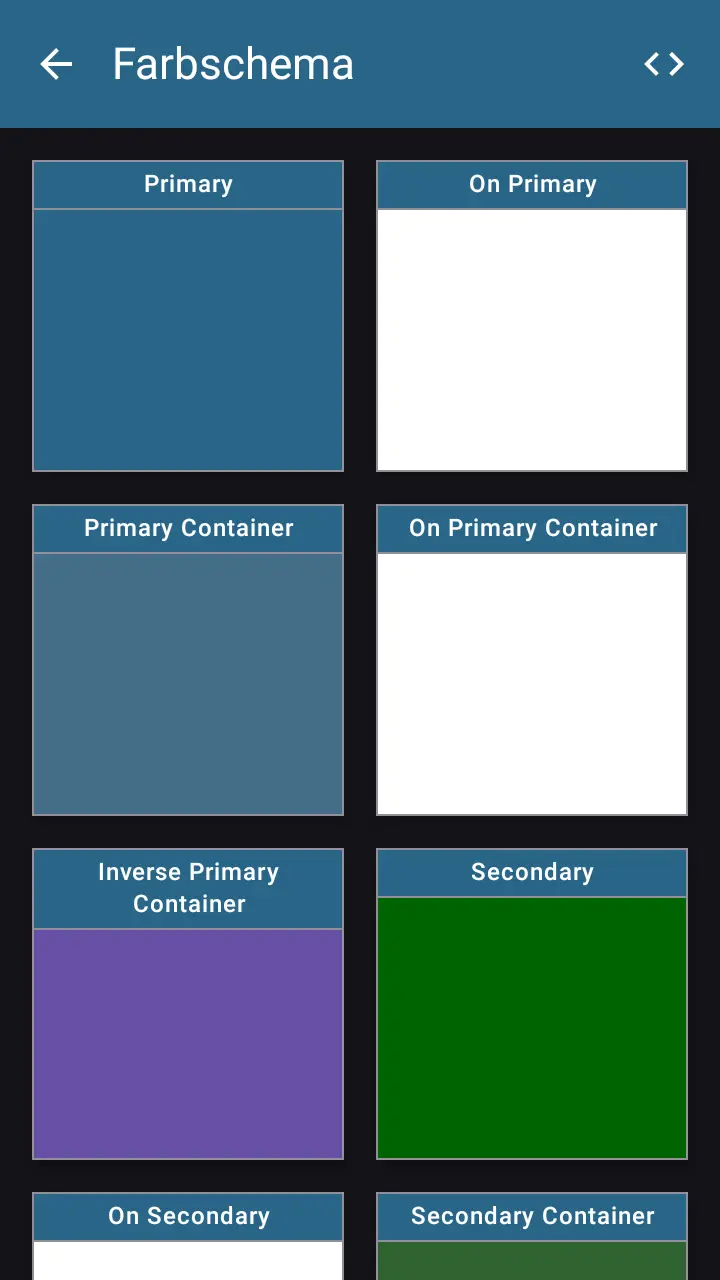 Farbschema
Primary
On Primary
Primary Container
On Primary Container
Inverse Primary
Container
Secondary
On Secondary
Secondary Container